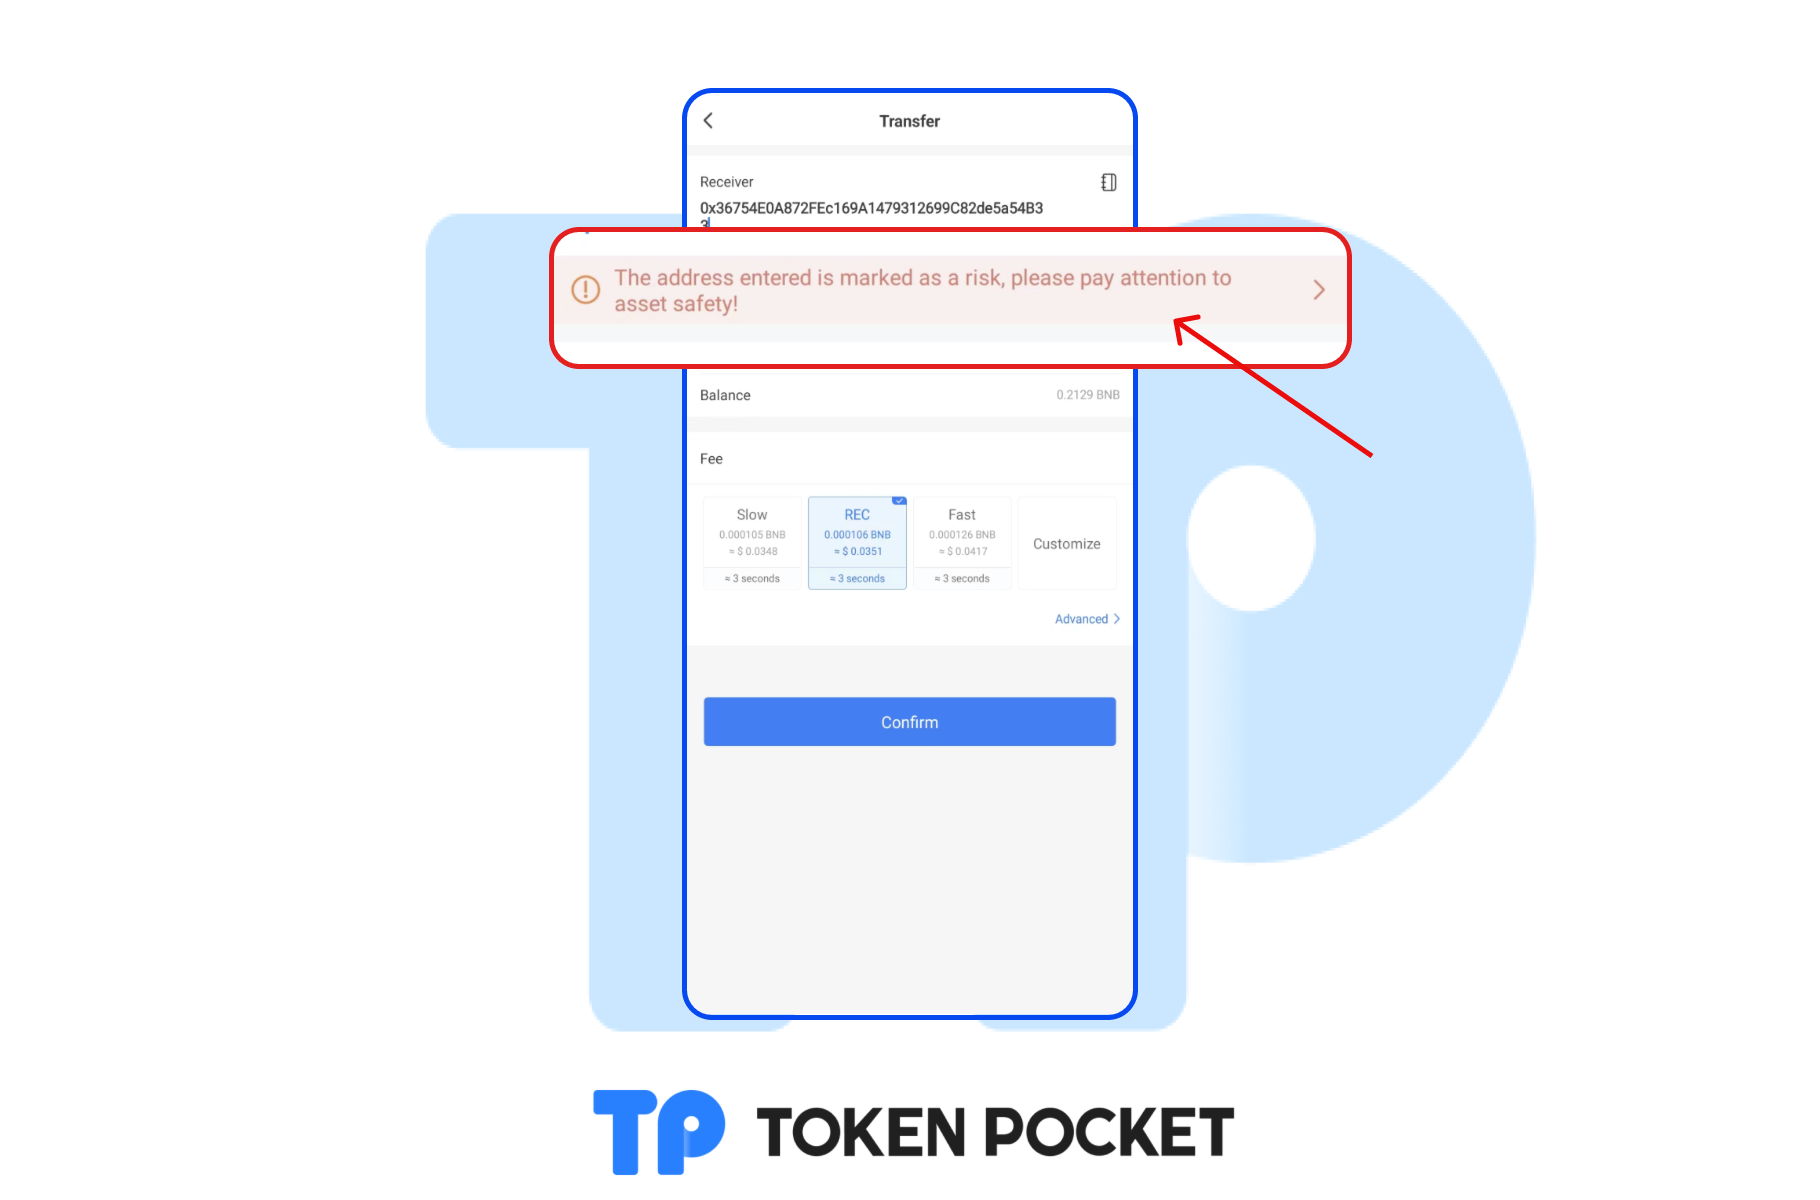 Transfer
Receiver
0x36754E0A872FEc169A1479312699C82de5a54B3
3
The address entered is marked as a risk, please pay attention to
asset safety!
Balance
0.2129 BNB
Fee
Slow
0.000105 BNB
≈ $ 0.0348
≈ 3 seconds
REC
0.000106 BNB
≈ $ 0.0351
≈ 3 seconds
Fast
0.000126 BNB
≈ $ 0.0417
≈ 3 seconds
Customize
Advanced
Confirm
TP TOKEN POCKET